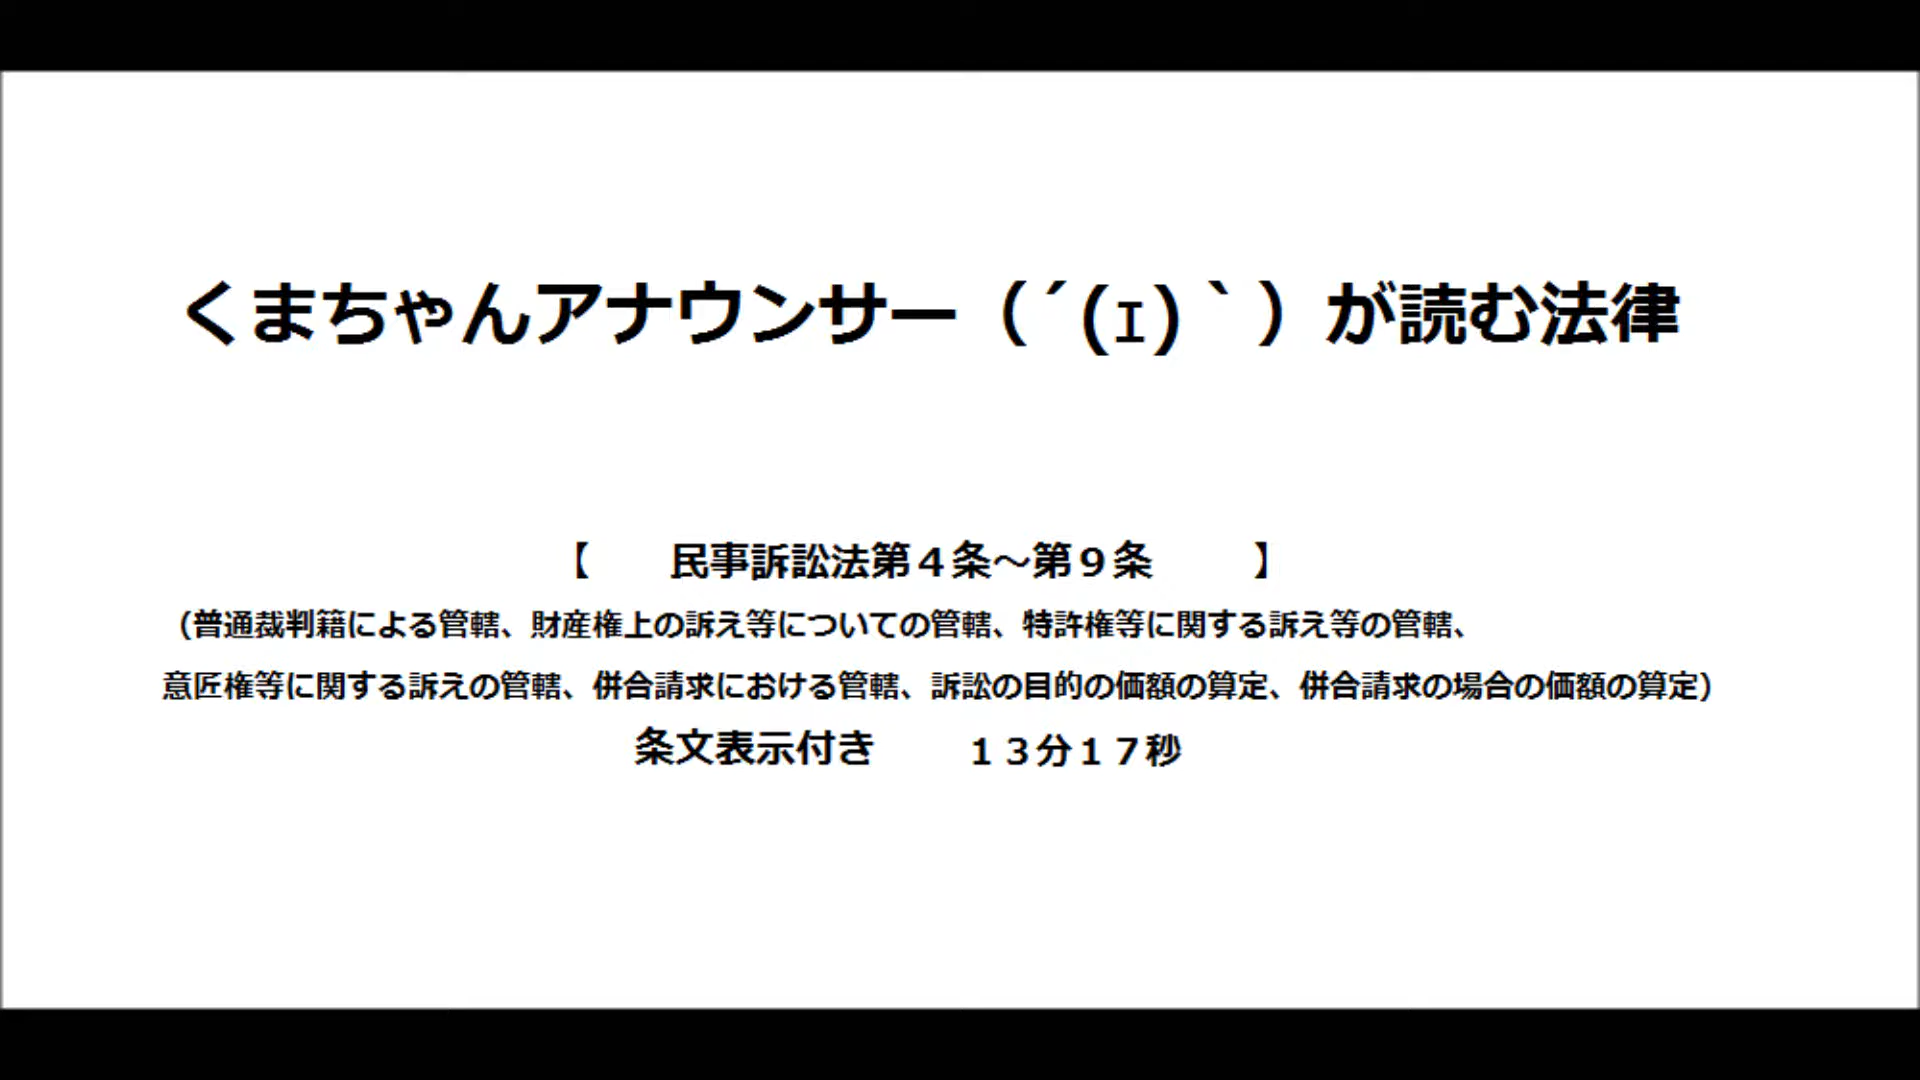 くまちゃんアナウンサー（´(ｴ)｀）が読む法律
【　　民事訴訟法第４条～第９条　　】
（普通裁判籍による管轄、財産権上の訴え等についての管轄、特許権等に関する訴え等の管轄、
意匠権等に関する訴えの管轄、併合請求における管轄、訴訟の目的の価額の算定、併合請求の場合の価額の算定）
条文表示付き　　１３分１７秒